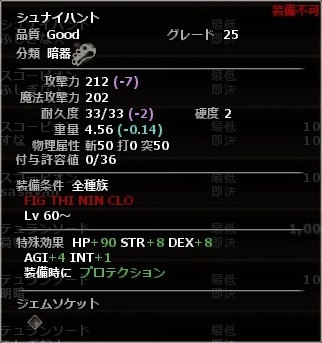 装備不可
シュナイハント
品質 Good グレード 25
分類 暗器
攻撃力 212 (-7)
魔法攻撃力 202
耐久度 33/33 (-2) 硬度 2
重量 4.56 (-0.14)
物理属性 斬50 打0 突50
付与許容値 0/36
装備条件 全種族
FIG THI NIN CLO
Lv 60～
特殊効果 HP+90 STR+8 DEX+8
AGI+4 INT+1
装備時に プロテクション
ジェムソケット